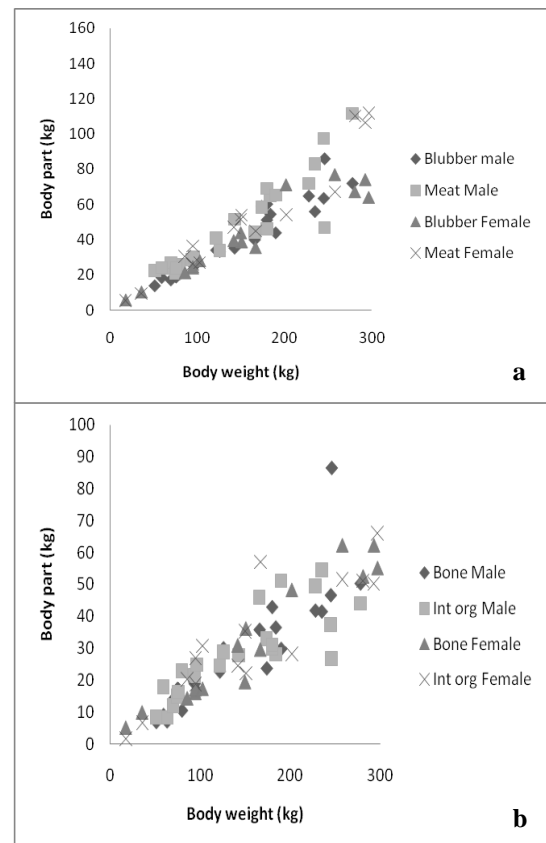 160
140
120
100
80
60
40
20
0
Body part (kg)
0 100 200 300
Body weight (kg)
Blubber male
Meat Male
Blubber Female
Meat Female
a
100
90
80
70
60
50
40
30
20
10
0
Body part (kg)
0 100 200 300
Body weight (kg)
Bone Male
Int org Male
Bone Female
Int org Female
b